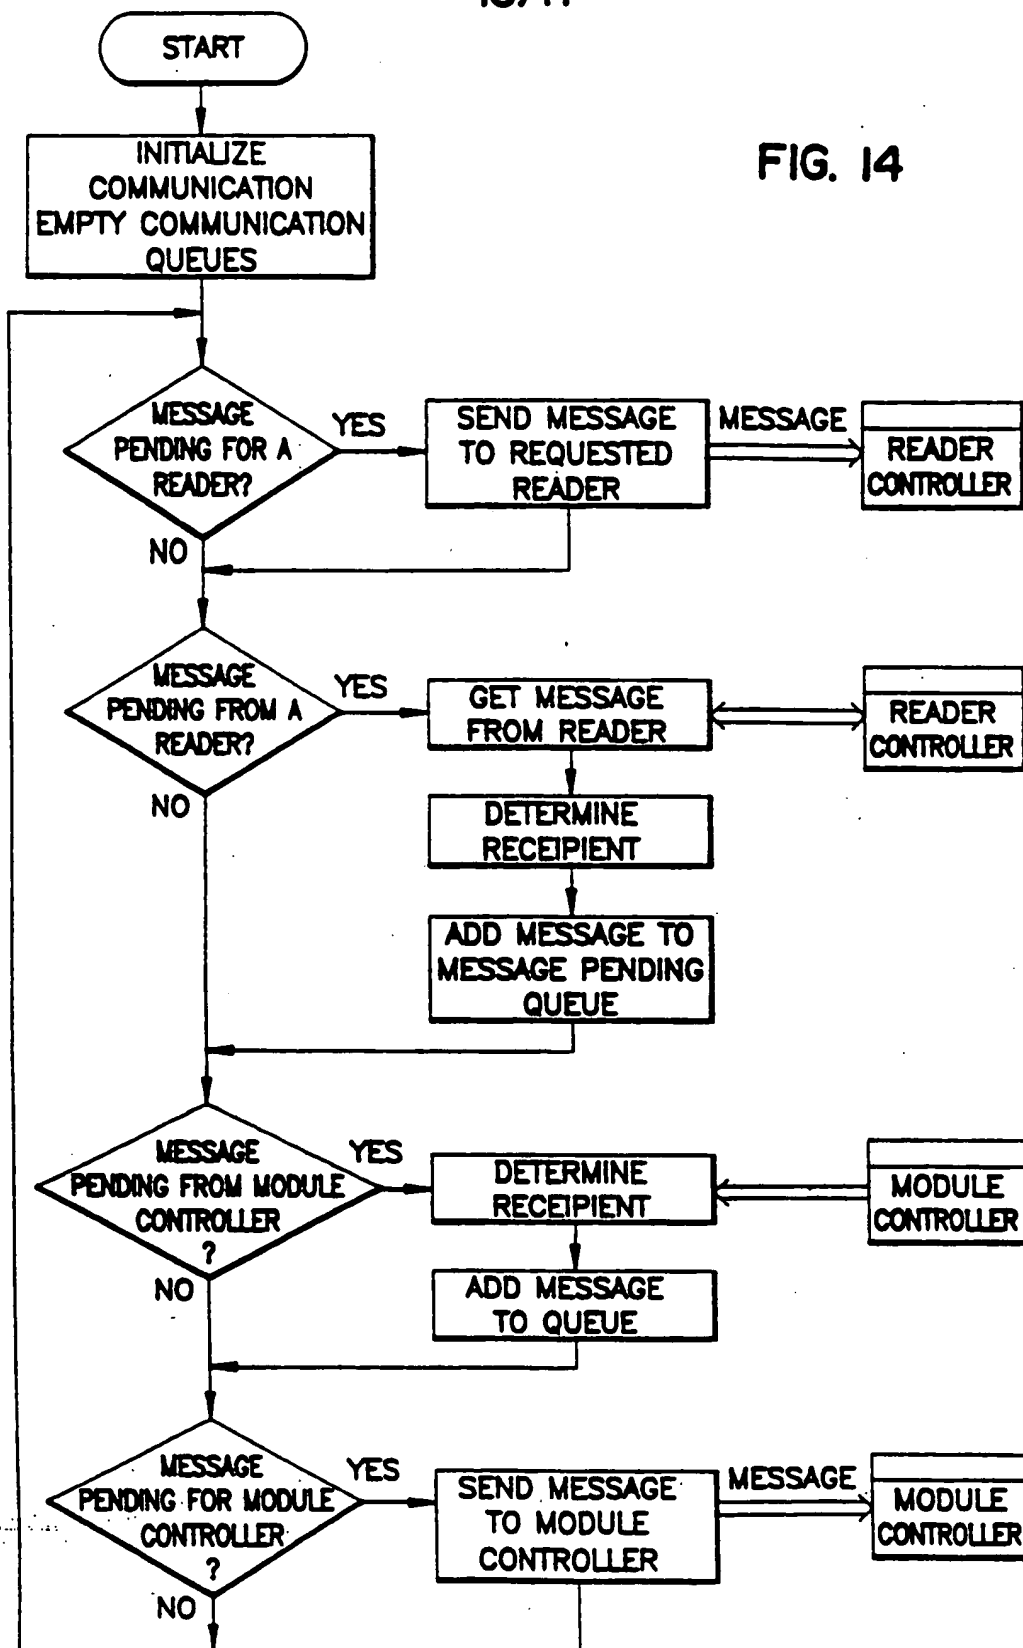 START
INITIALIZE
COMMUNICATION
EMPTY COMMUNICATION
QUEUES
FIG. 14
MESSAGE
PENDING FOR A
READER?
YES
NO
SEND MESSAGE
TO REQUESTED
READER
MESSAGE
READER
CONTROLLER
MESSAGE
PENDING FROM A
READER?
YES
NO
GET MESSAGE
FROM READER
READER
CONTROLLER
DETERMINE
RECEIPIENT
ADD MESSAGE TO
MESSAGE PENDING
QUEUE
MESSAGE
PENDING FROM MODULE
CONTROLLER
?
YES
NO
DETERMINE
RECEIPIENT
MODULE
CONTROLLER
ADD MESSAGE
TO QUEUE
MESSAGE
PENDING FOR MODULE
CONTROLLER
?
YES
NO
SEND MESSAGE
TO MODULE
CONTROLLER
MESSAGE
MODULE
CONTROLLER